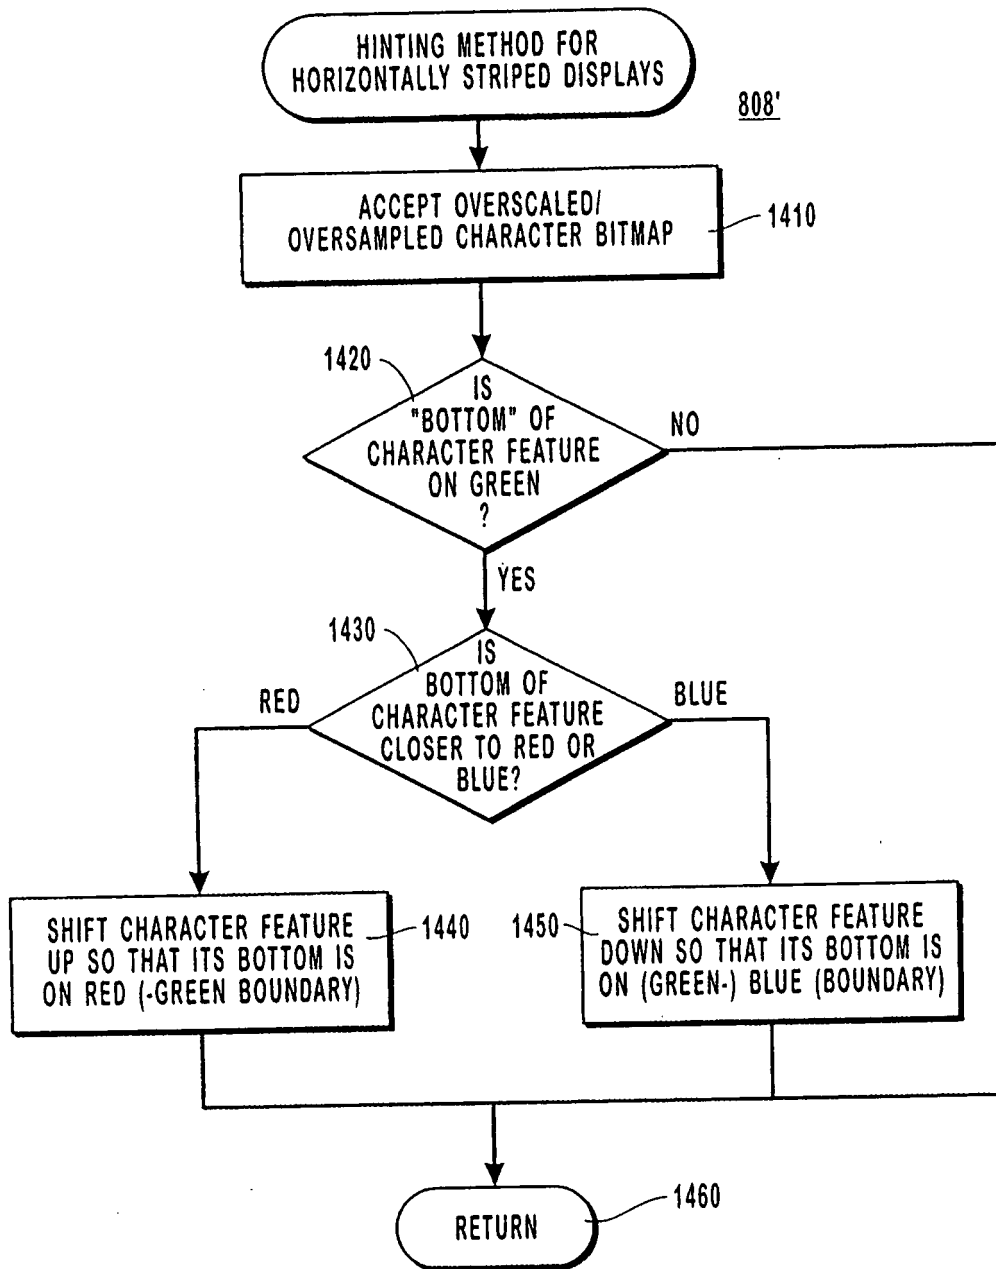 HINTING METHOD FOR
HORIZONTALLY STRIPED DISPLAYS
808'
ACCEPT OVERSCALED/
OVERSAMPLED CHARACTER BITMAP
1410
1420
IS
"BOTTOM" OF
CHARACTER FEATURE
ON GREEN
?
NO
YES
1430
IS
BOTTOM OF
CHARACTER FEATURE
CLOSER TO RED OR
BLUE?
RED
BLUE
SHIFT CHARACTER FEATURE
UP SO THAT ITS BOTTOM IS
ON RED (-GREEN BOUNDARY)
1440
1450
SHIFT CHARACTER FEATURE
DOWN SO THAT ITS BOTTOM IS
ON (GREEN-) BLUE (BOUNDARY)
RETURN
1460